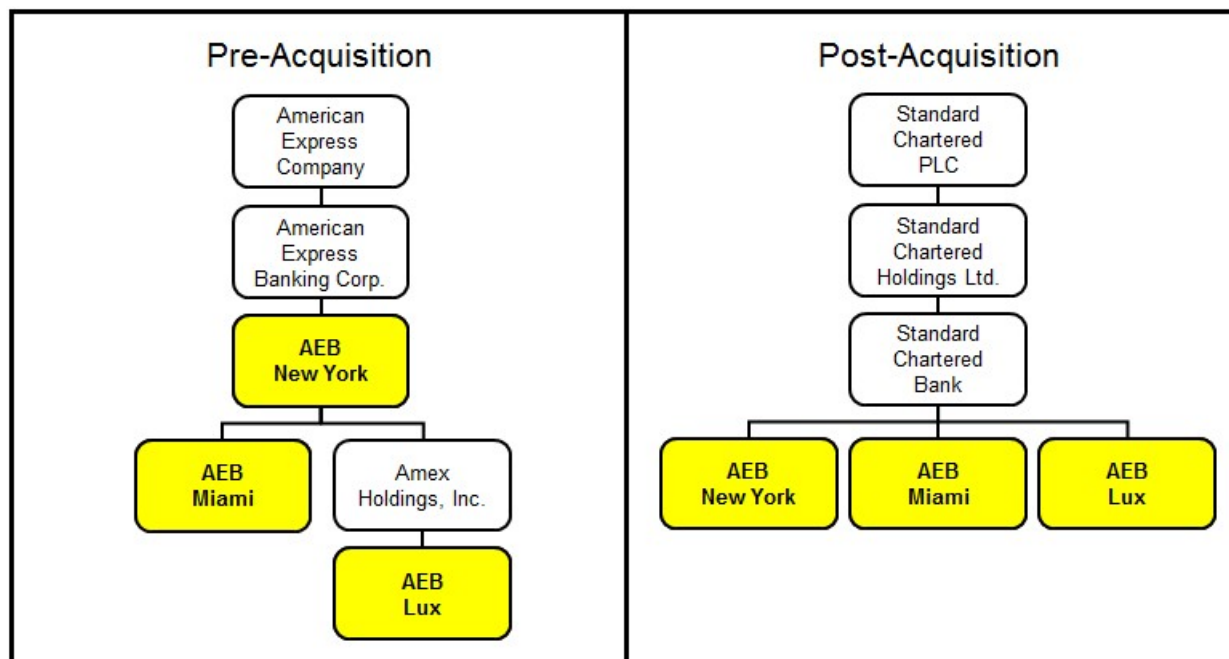 Pre-Acquisition
American
Express
Company
American
Express
Banking Corp.
AEB
New York
AEB
Miami
Amex
Holdings, Inc.
AEB
Lux
Post-Acquisition
Standard
Chartered
PLC
Standard
Chartered
Holdings Ltd.
Standard
Chartered
Bank
AEB
New York
AEB
Miami
AEB
Lux